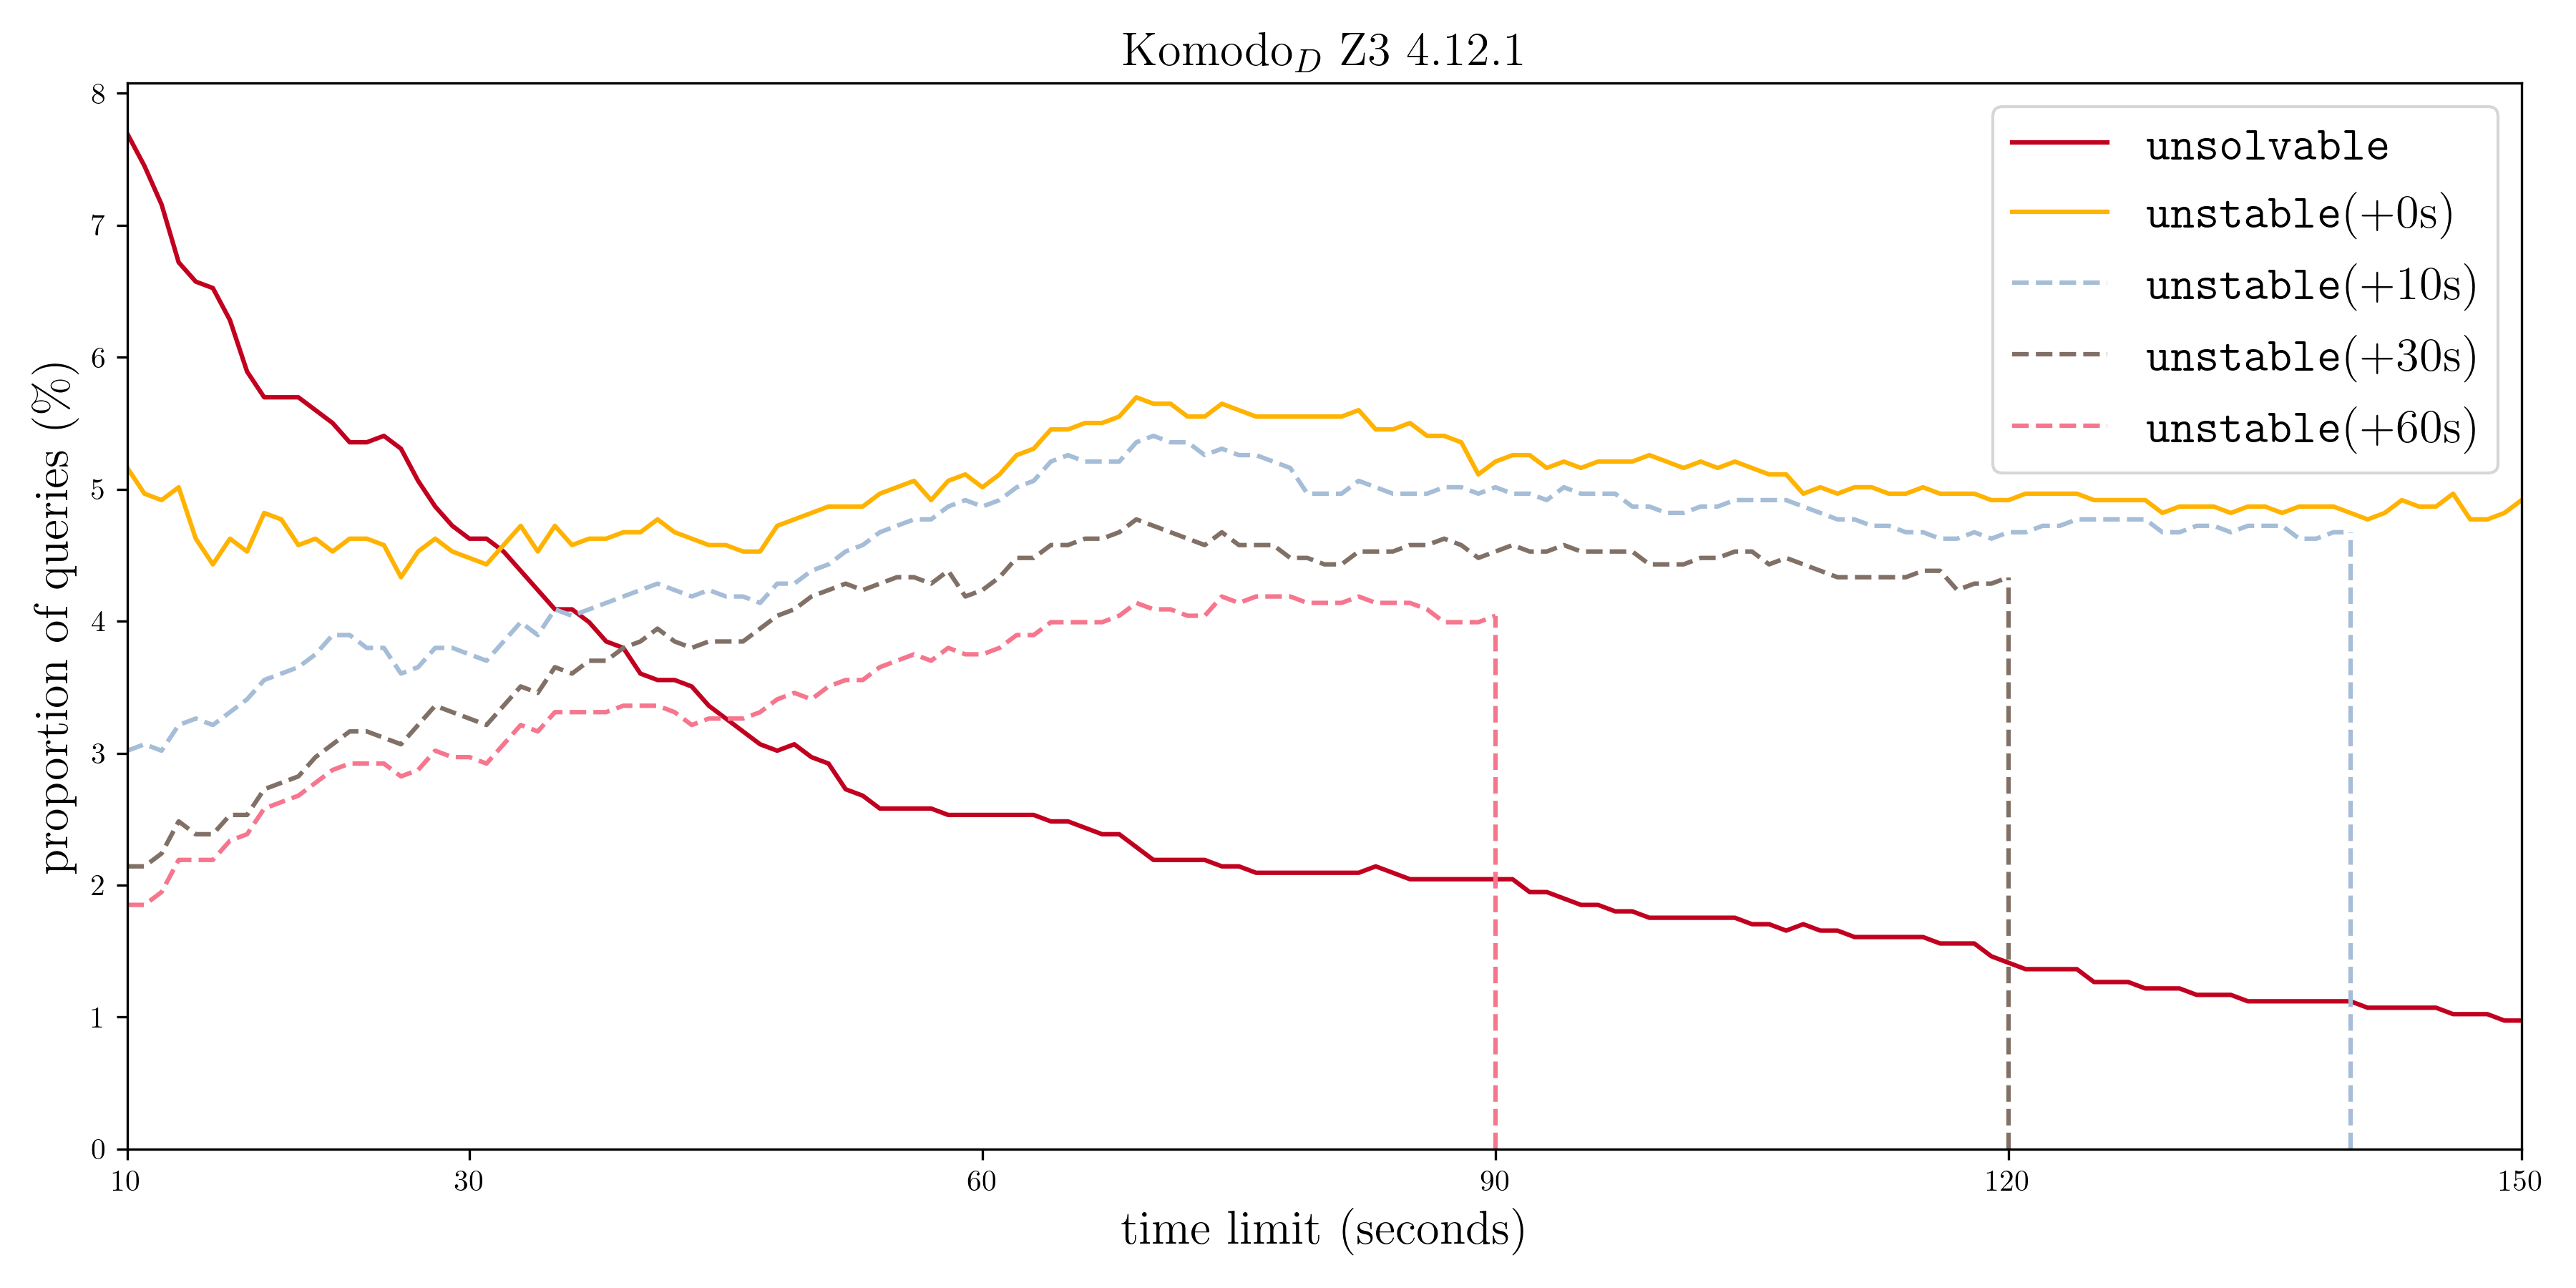 Komodo_D Z3 4.12.1
proportion of queries (%)
8
7
6
5
4
3
2
1
0
unsolvable
unstable(+0s)
unstable(+10s)
unstable(+30s)
unstable(+60s)
10 30 60 90 120 150
time limit (seconds)